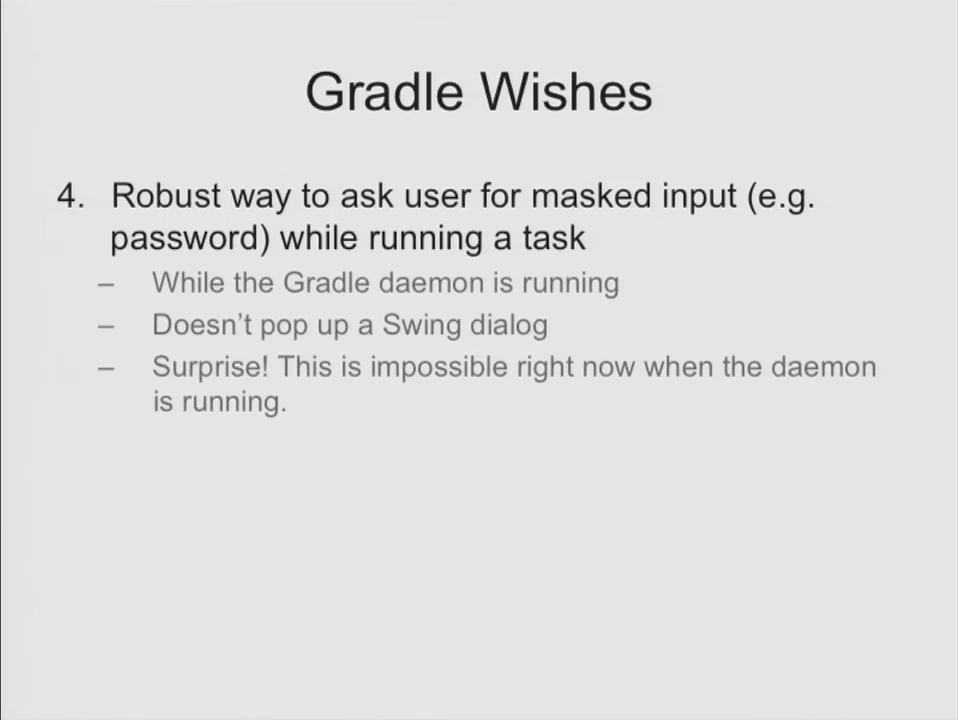 Gradle Wishes
4. Robust way to ask user for masked input (e.g.
password) while running a task
– While the Gradle daemon is running
– Doesn’t pop up a Swing dialog
– Surprise! This is impossible right now when the daemon
is running.